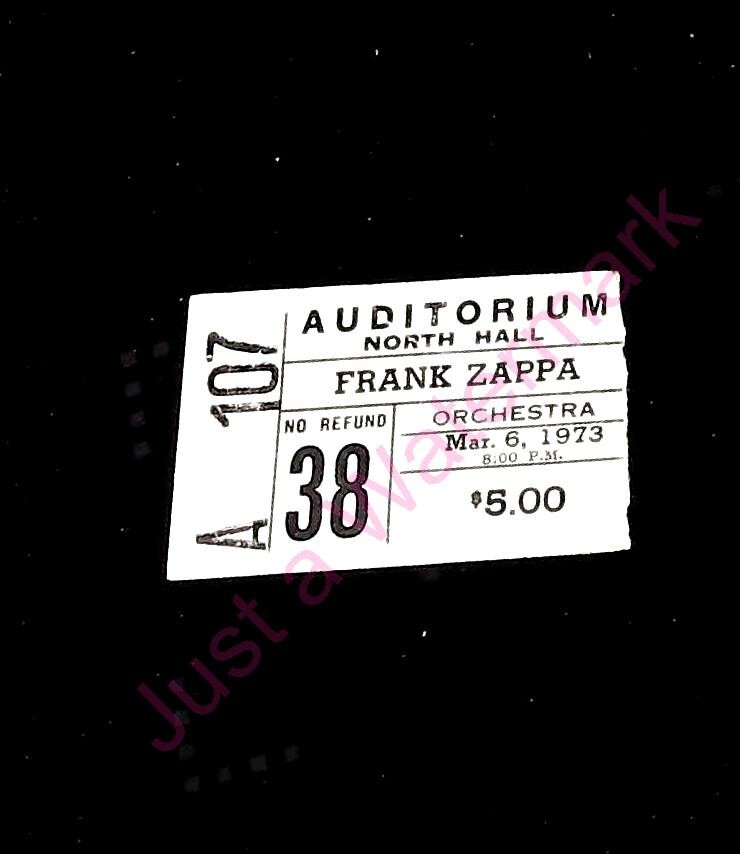 AUDITORIUM
NORTH HALL
FRANK ZAPPA
NO REFUND
38
ORCHESTRA
Mar. 6, 1973
8:00 P.M.
$5.00
A 107
Just a Watermark